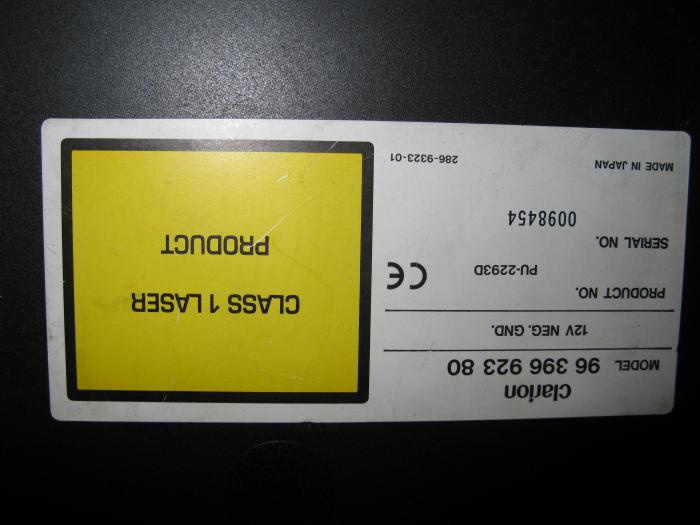 Clarion
MODEL 96 396 923 80
12V NEG. GND.
PRODUCT NO. PU-2293D CE
SERIAL NO.
0098454
MADE IN JAPAN 286-9323-01
CLASS 1 LASER
PRODUCT